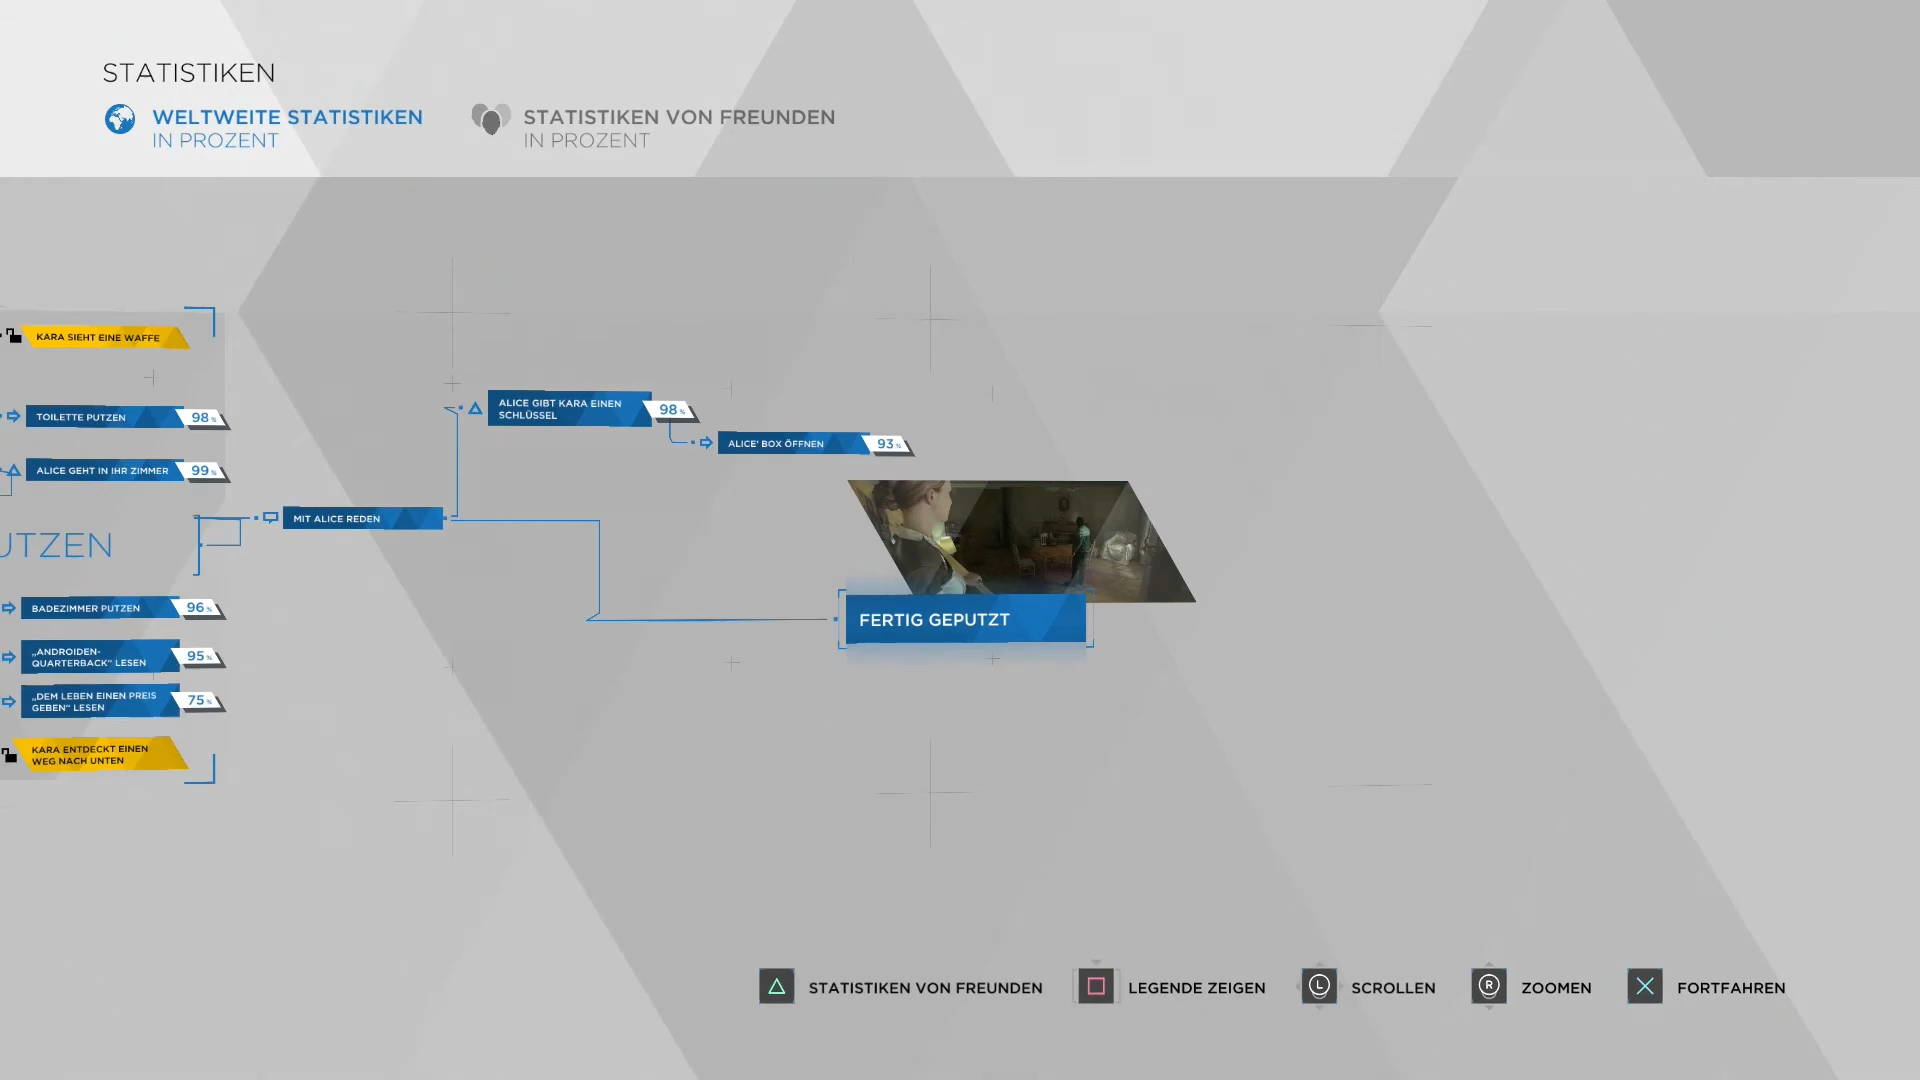 STATISTIKEN
WELTWEITE STATISTIKEN
IN PROZENT
STATISTIKEN VON FREUNDEN
IN PROZENT
KARA SIEHT EINE WAFFE
TOILETTE PUTZEN 98%
ALICE GEHT IN IHR ZIMMER 99%
UTZEN
BADEZIMMER PUTZEN 96%
„ANDROIDEN-
QUARTERBACK“ LESEN 95%
„DEM LEBEN EINEN PREIS
GEBEN“ LESEN 75%
KARA ENTDECKT EINEN
WEG NACH UNTEN
MIT ALICE REDEN
ALICE GIBT KARA EINEN
SCHLÜSSEL 98%
ALICE' BOX ÖFFNEN 93%
FERTIG GEPUTZT
STATISTIKEN VON FREUNDEN
LEGENDE ZEIGEN
L SCROLLEN
R ZOOMEN
FORTFAHREN